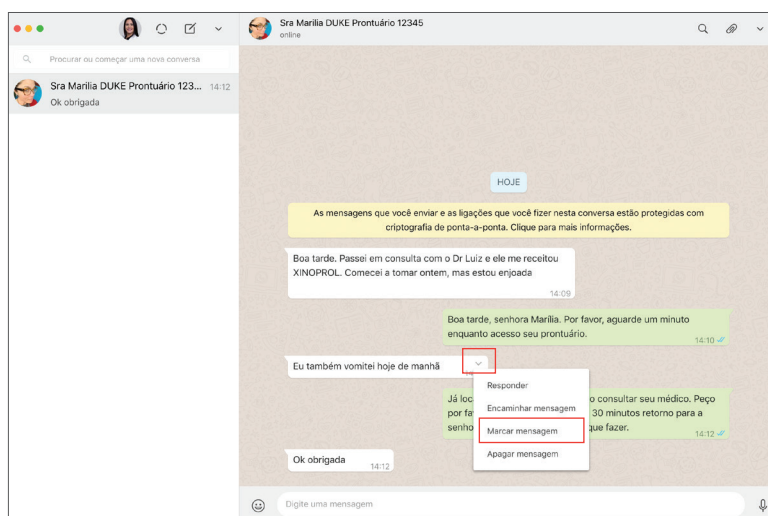 Sra Marilia DUKE Prontuário 12345
online
Procurar ou começar uma nova conversa
Sra Marilia DUKE Prontuário 123... 14:12
Ok obrigada
HOJE
As mensagens que você enviar e as ligações que você fizer nesta conversa estão protegidas com
criptografia de ponta-a-ponta. Clique para mais informações.
Boa tarde. Passei em consulta com o Dr Luiz e ele me receitou
XINOPROL. Comecei a tomar ontem, mas estou enjoada
14:09
Boa tarde, senhora Marília. Por favor, aguarde um minuto
enquanto acesso seu prontuário.
14:10
Eu também vomitei hoje de manhã
Responder
Encaminhar mensagem
Marcar mensagem
Apagar mensagem
Já o consultar seu médico. Peço
por 30 minutos retorno para a
que fazer.
14:12
Ok obrigada
14:12
Digite uma mensagem